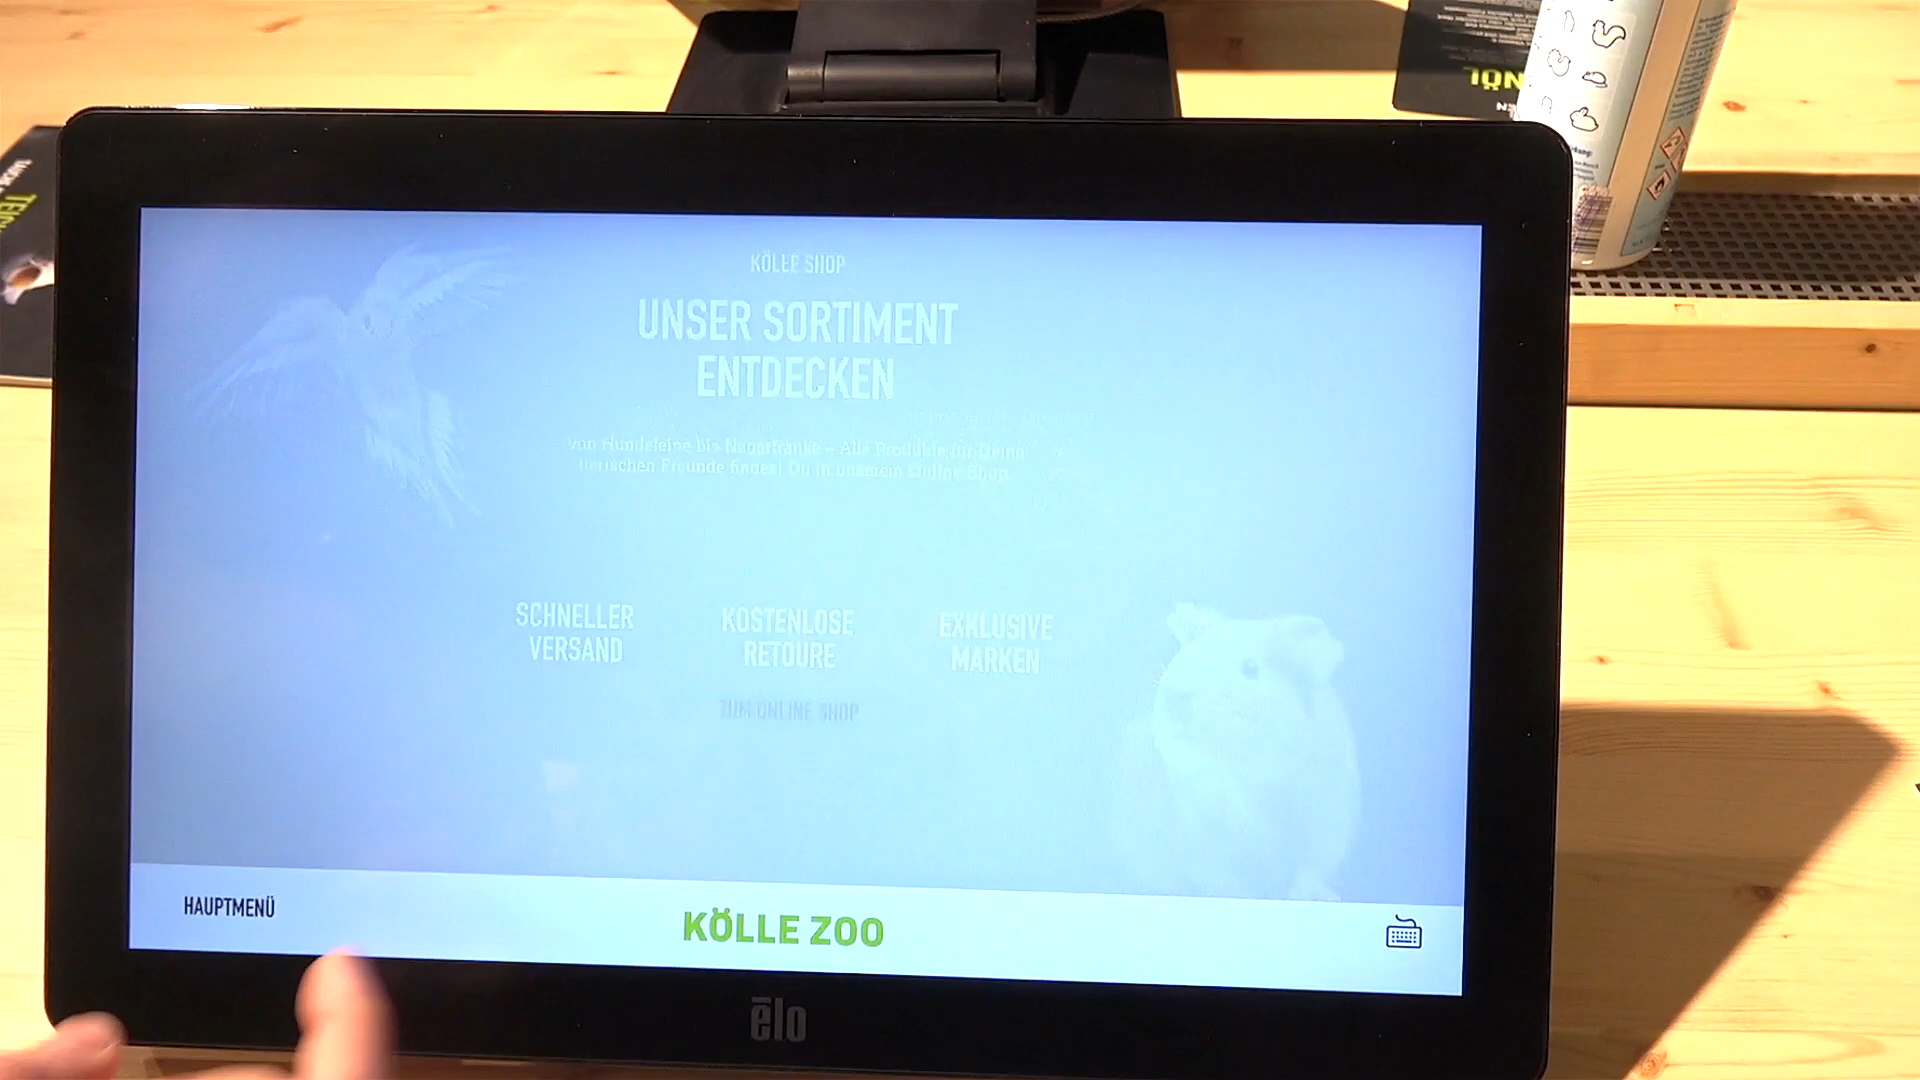 KÖLLE SHOP
UNSER SORTIMENT
ENTDECKEN
von Hundeleine bis Nagertränke – Alle Produkte für Deine
tierischen Freunde findest Du in unserem Online Shop.
SCHNELLER
VERSAND
KOSTENLOSE
RETOURE
EXKLUSIVE
MARKEN
ZUM ONLINE SHOP
HAUPTMENÜ
KÖLLE ZOO
elo